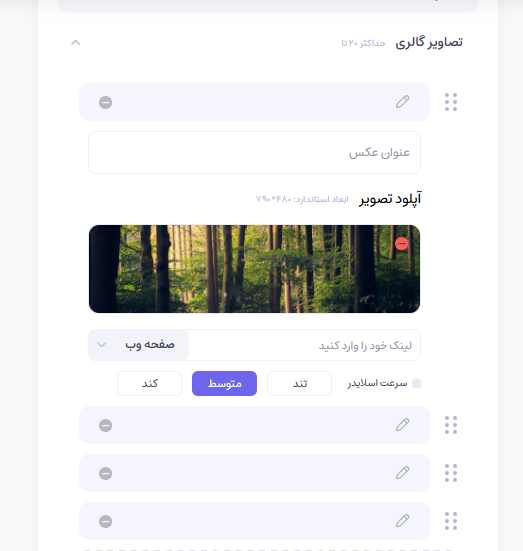 تصاویر گالری حداکثر ۲۰ تا
عنوان عکس
آپلود تصویر ابعاد استاندارد: ۴۸۰*۷۹۰
لینک خود را وارد کنید صفحه وب
سرعت اسلایدر تند متوسط کند